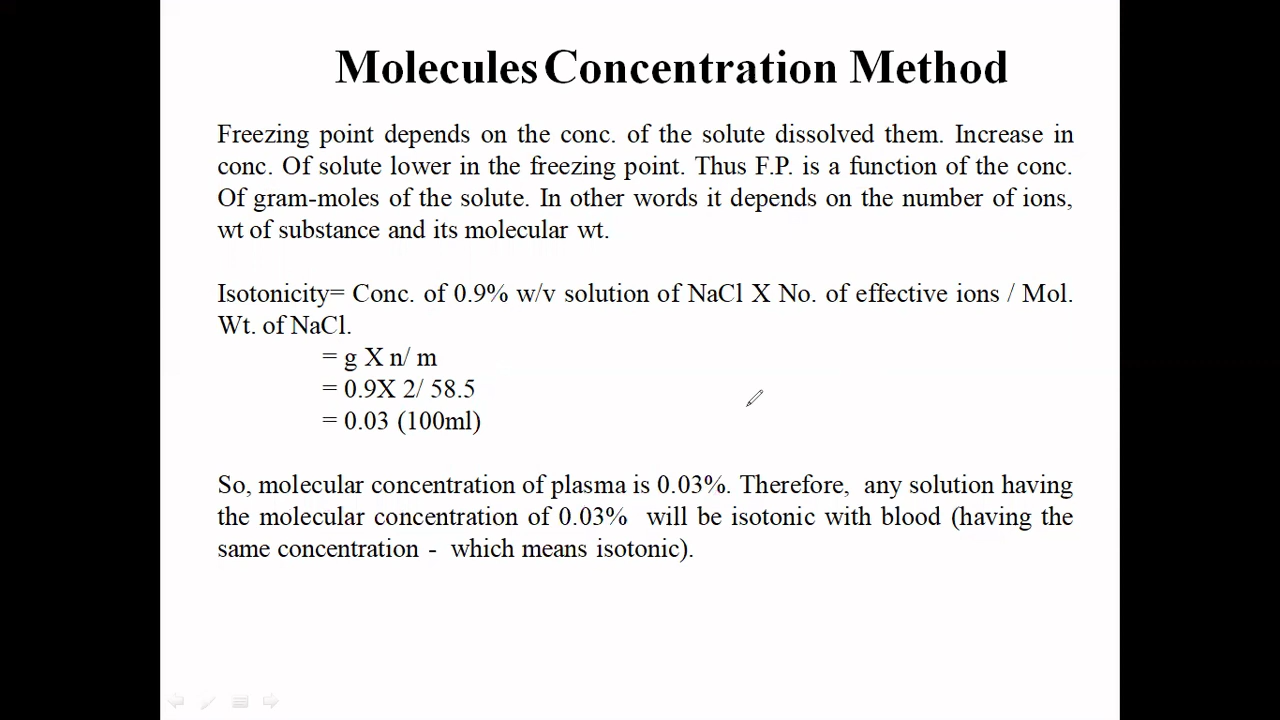 Molecules Concentration Method
Freezing point depends on the conc. of the solute dissolved them. Increase in
conc. Of solute lower in the freezing point. Thus F.P. is a function of the conc.
Of gram-moles of the solute. In other words it depends on the number of ions,
wt of substance and its molecular wt.
Isotonicity= Conc. of 0.9% w/v solution of NaCl X No. of effective ions / Mol.
Wt. of NaCl.
= g X n/ m
= 0.9X 2/ 58.5
= 0.03 (100ml)
So, molecular concentration of plasma is 0.03%. Therefore, any solution having
the molecular concentration of 0.03% will be isotonic with blood (having the
same concentration - which means isotonic).